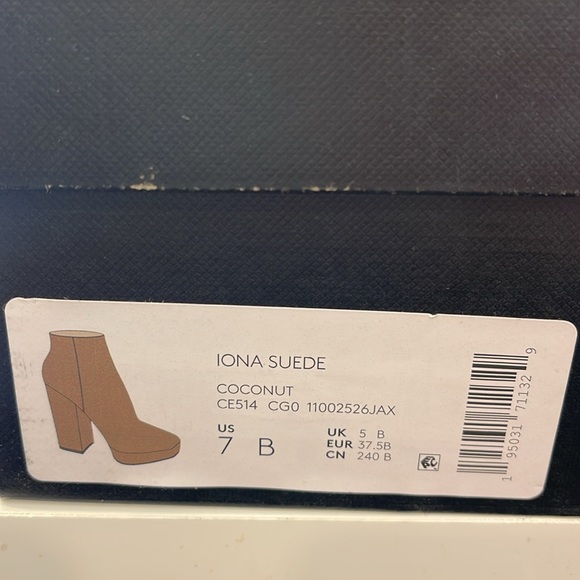 IONA SUEDE
COCONUT
CE514 CG0 11002526JAX
US
7 B
UK 5 B
EUR 37.5B
CN 240 B
1 95031 71132 9